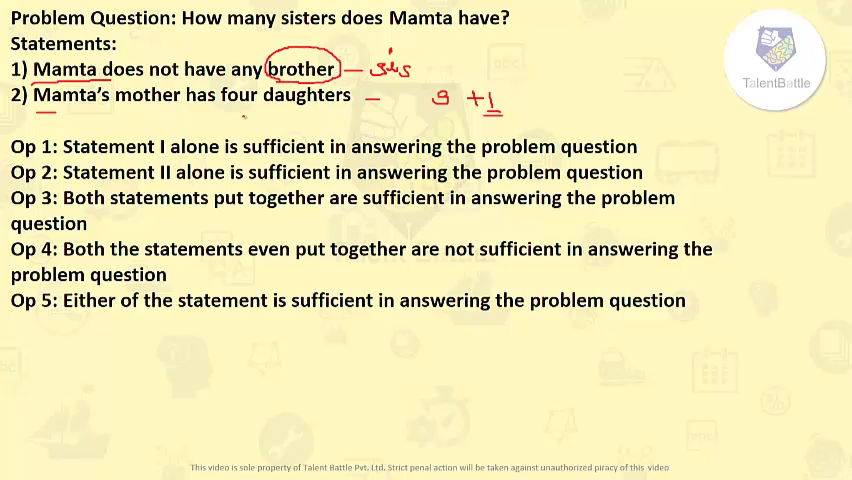 Problem Question: How many sisters does Mamta have?
Statements:
1) Mamta does not have any brother – sis
2) Mamta's mother has four daughters – 3 +1
TalentBattle
Op 1: Statement I alone is sufficient in answering the problem question
Op 2: Statement II alone is sufficient in answering the problem question
Op 3: Both statements put together are sufficient in answering the problem
question
Op 4: Both the statements even put together are not sufficient in answering the
problem question
Op 5: Either of the statement is sufficient in answering the problem question
This video is sole property of Talent Battle Pvt. Ltd. Strict penal action will be taken against unauthorized piracy of this video